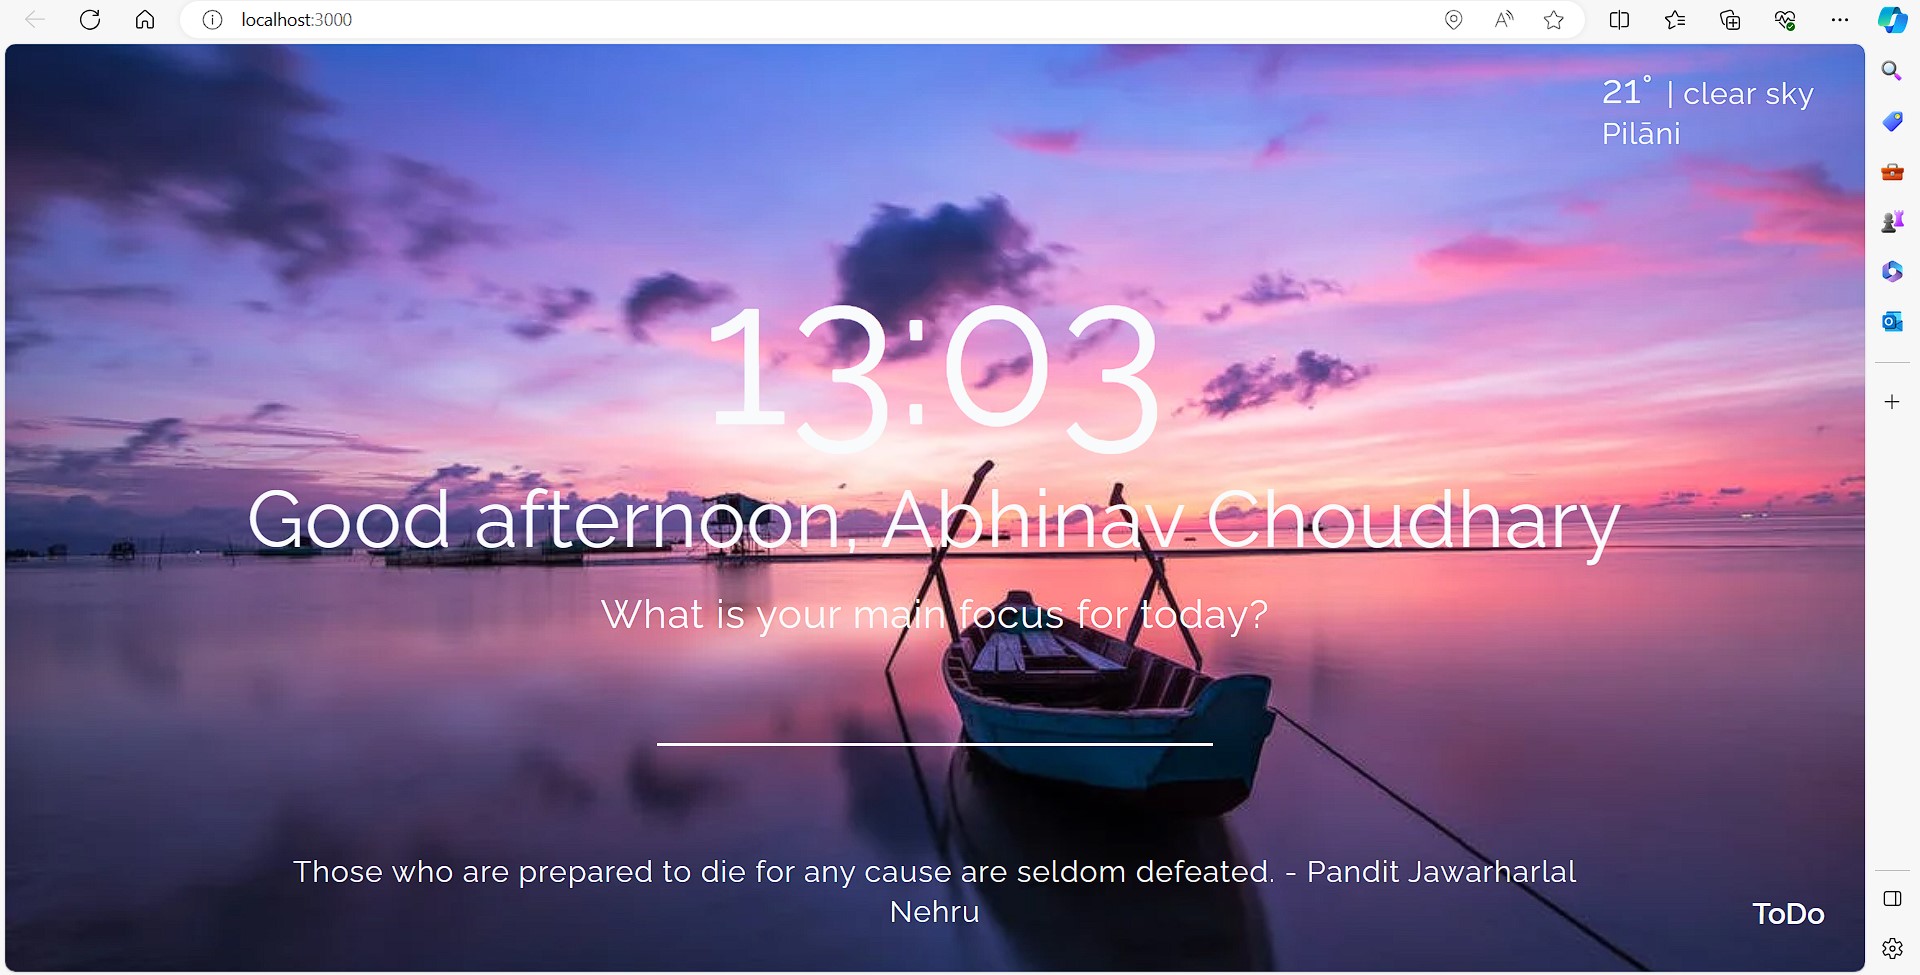 localhost:3000
21° | clear sky
Pilāni
13:03
Good afternoon, Abhinav Choudhary
What is your main focus for today?
Those who are prepared to die for any cause are seldom defeated. - Pandit Jawarharlal
Nehru
ToDo